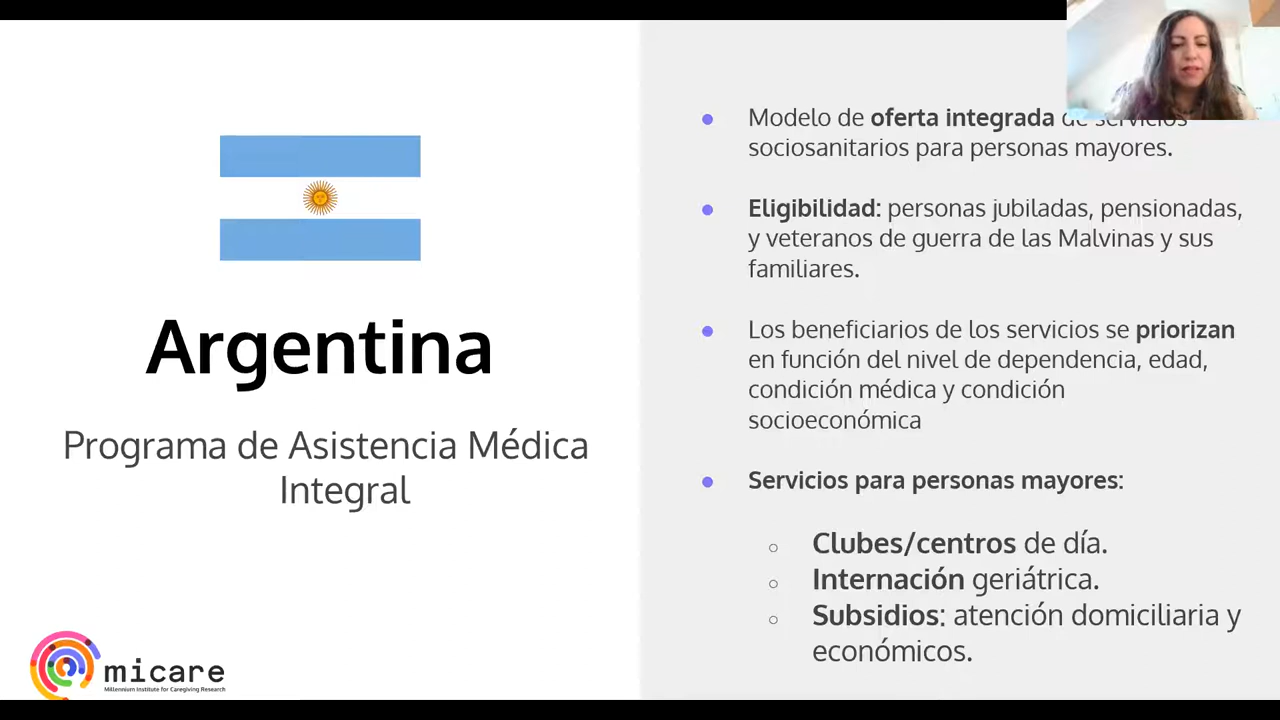 Argentina
Programa de Asistencia Médica
Integral
micare
Millennium Institute for Caregiving Research
Modelo de oferta integrada de servicios
sociosanitarios para personas mayores.
Eligibilidad: personas jubiladas, pensionadas,
y veteranos de guerra de las Malvinas y sus
familiares.
Los beneficiarios de los servicios se priorizan
en función del nivel de dependencia, edad,
condición médica y condición
socioeconómica
Servicios para personas mayores:
Clubes/centros de día.
Internación geriátrica.
Subsidios: atención domiciliaria y
económicos.